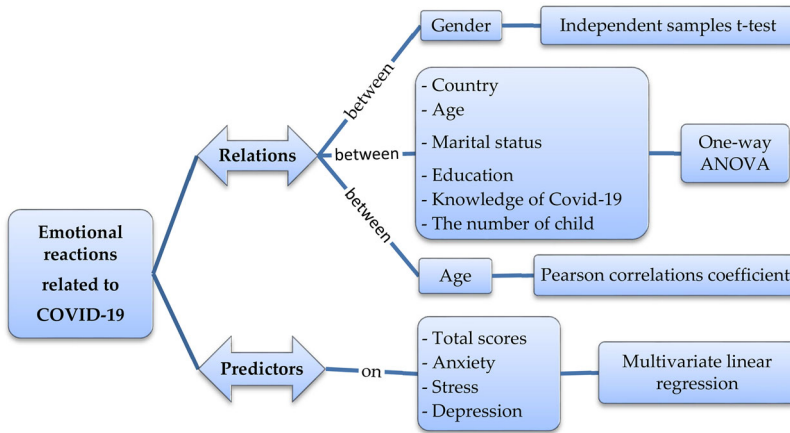 Emotional
reactions
related to
COVID-19
Relations
between
Gender
Independent samples t-test
between
- Country
- Age
- Marital status
- Education
- Knowledge of Covid-19
- The number of child
One-way
ANOVA
between
Age
Pearson correlations coefficient
Predictors
on
- Total scores
- Anxiety
- Stress
- Depression
Multivariate linear
regression